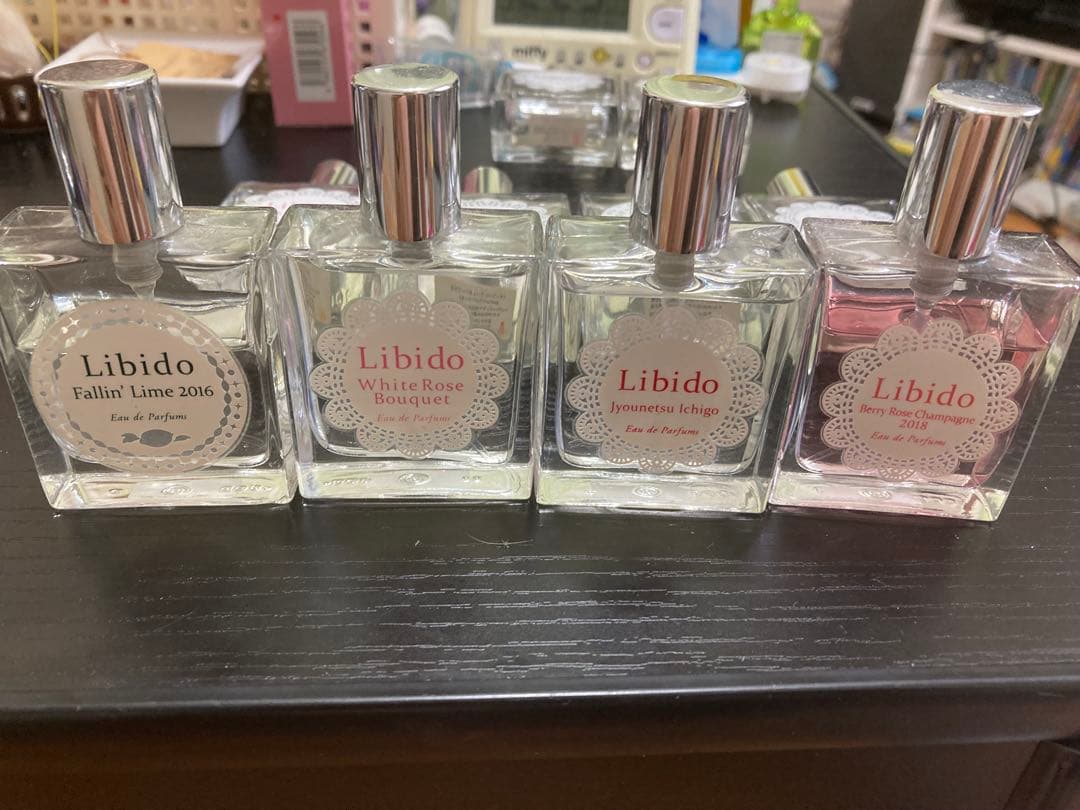 miffy
Libido
Fallin' Lime 2016
Eau de Parfums
Libido
White Rose
Bouquet
Eau de Parfums
Libido
Jyounetsu Ichigo
Eau de Parfums
Libido
Berry Rose Champagne
2018
Eau de Parfums